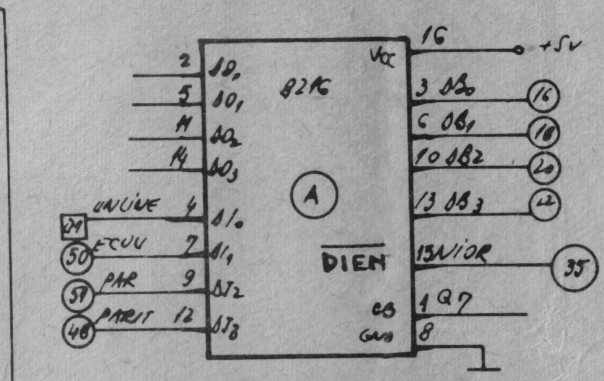 16
VCC
+5V
2 DO₀
8216
3 DB₀ 16
5 DO₁
6 DB₁ 18
11 DO₂
10 DB2 20
14 DO₃
13 DB3 22
A
UNLINE 4 DI₀
ECUU 7 DI₁
DIEN 15 NIOR 35
PAR 9 DI2
CS 1 Q7
48 PARIT 12 DI3
GND 8
50